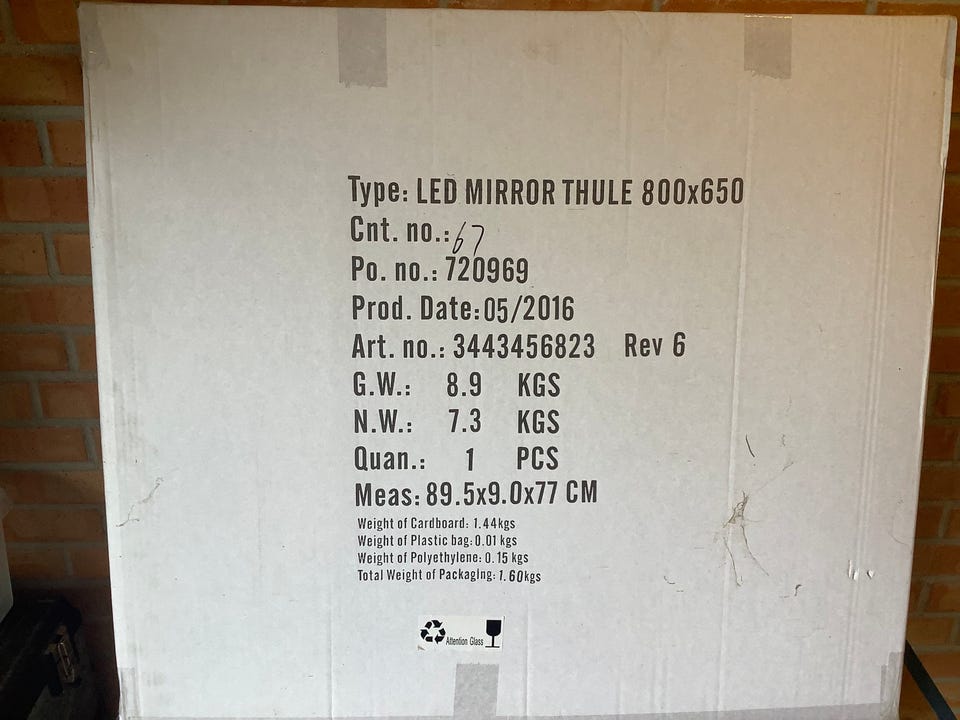 Type: LED MIRROR THULE 800x650
Cnt. no.: 67
Po. no.: 720969
Prod. Date: 05/2016
Art. no.: 3443456823 Rev 6
G.W.: 8.9 KGS
N.W.: 7.3 KGS
Quan.: 1 PCS
Meas: 89.5x9.0x77 CM
Weight of Cardboard: 1.44kgs
Weight of Plastic bag: 0.01 kgs
Weight of Polyethylene: 0.15 kgs
Total Weight of Packaging: 1.60kgs
Attention Glass